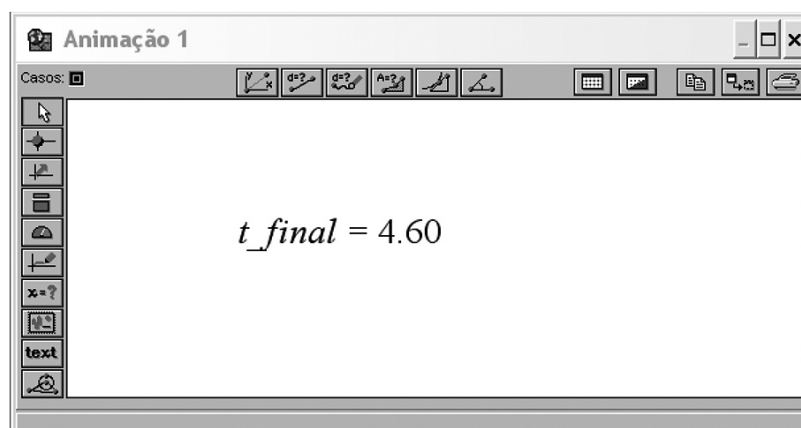 Animação 1
Casos:
y x d=? d=? A=?
t_final = 4.60
x=?
text